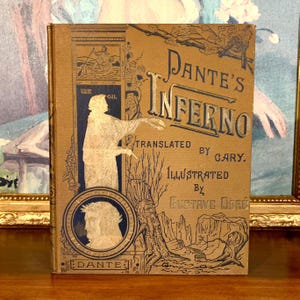 DANTE'S
INFERNO
TRANSLATED
BY
CARY.
ILLUSTRATED
BY
GUSTAVE DORÉ
DANTE